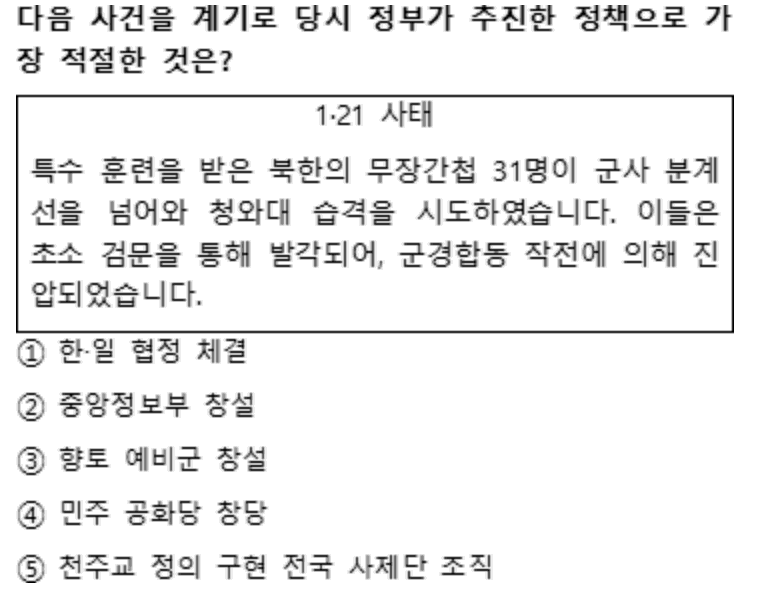 다음 사건을 계기로 당시 정부가 추진한 정책으로 가
장 적절한 것은?
1·21 사태
특수 훈련을 받은 북한의 무장간첩 31명이 군사 분계
선을 넘어와 청와대 습격을 시도하였습니다. 이들은
초소 검문을 통해 발각되어, 군경합동 작전에 의해 진
압되었습니다.
① 한·일 협정 체결
② 중앙정보부 창설
③ 향토 예비군 창설
④ 민주 공화당 창당
⑤ 천주교 정의 구현 전국 사제단 조직